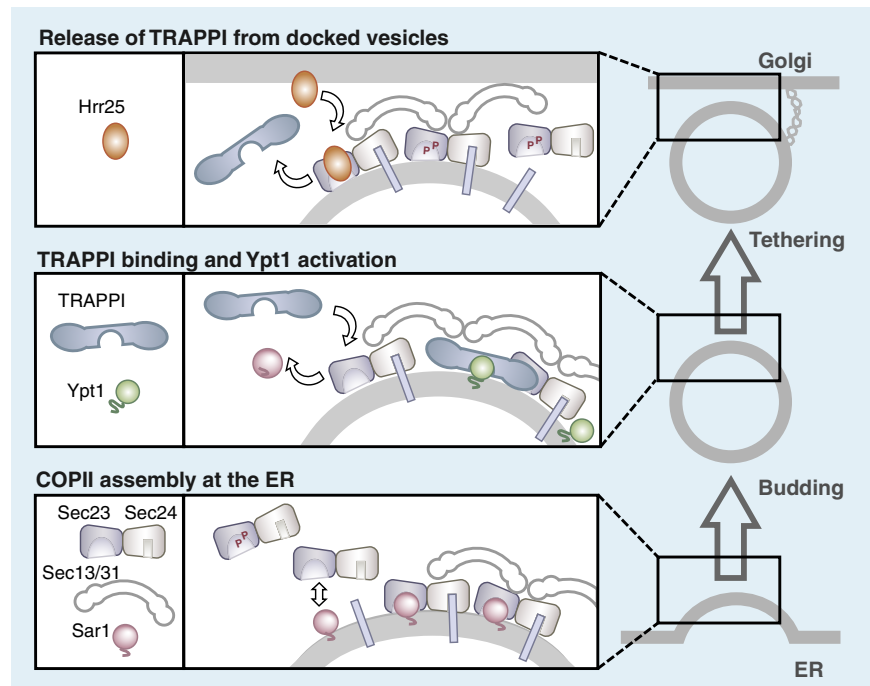 Release of TRAPPI from docked vesicles
Golgi
Hrr25
P P
P P
Tethering
TRAPPI binding and Ypt1 activation
TRAPPI
Ypt1
Budding
COPII assembly at the ER
Sec23 Sec24
P P
Sec13/31
Sar1
ER